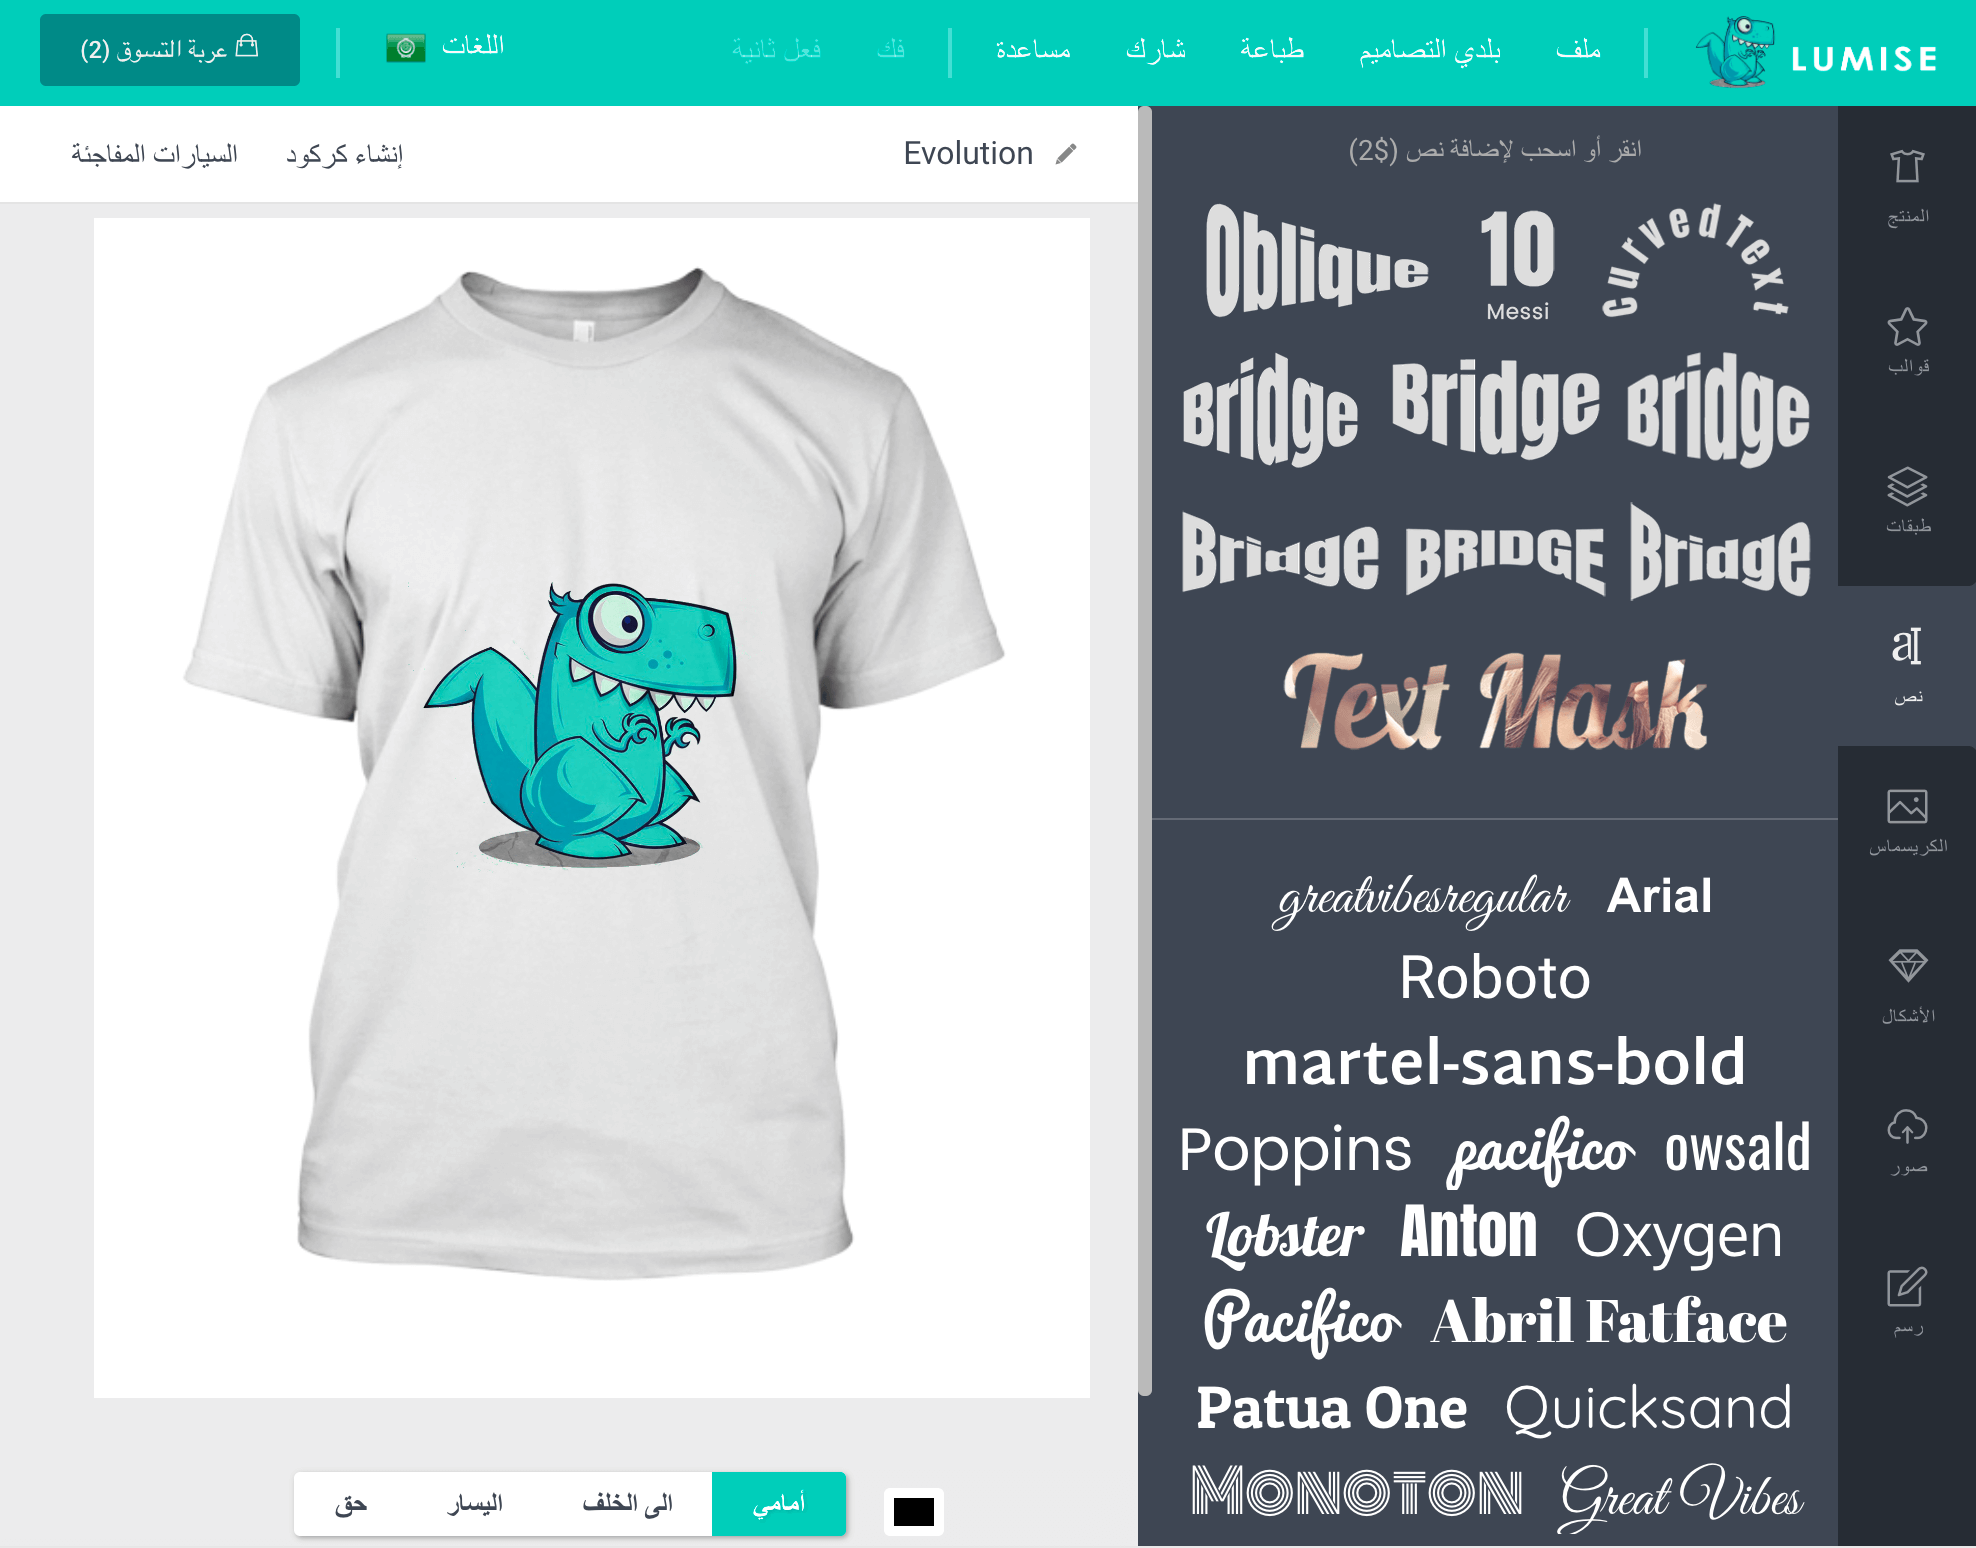 LUMISE
ملف
بلدي التصاميم
طباعة
شارك
مساعدة
فك
فعل ثانية
اللغات
عربة التسوق (2)
المنتج
قوالب
طبقات
نص
الكريسماس
الأشكال
صور
رسم
انقر أو اسحب لإضافة نص ($2)
Oblique
10
Messi
CurvedText
Bridge Bridge Bridge
Bridge BRIDGE Bridge
Text Mask
greatvibesregular Arial
Roboto
martel-sans-bold
Poppins pacifico owsald
Lobster Anton Oxygen
Pacifico Abril Fatface
Patua One Quicksand
MONOTON Great Vibes
Evolution
إنشاء كركود
السيارات المفاجئة
أمامي
الى الخلف
اليسار
حق